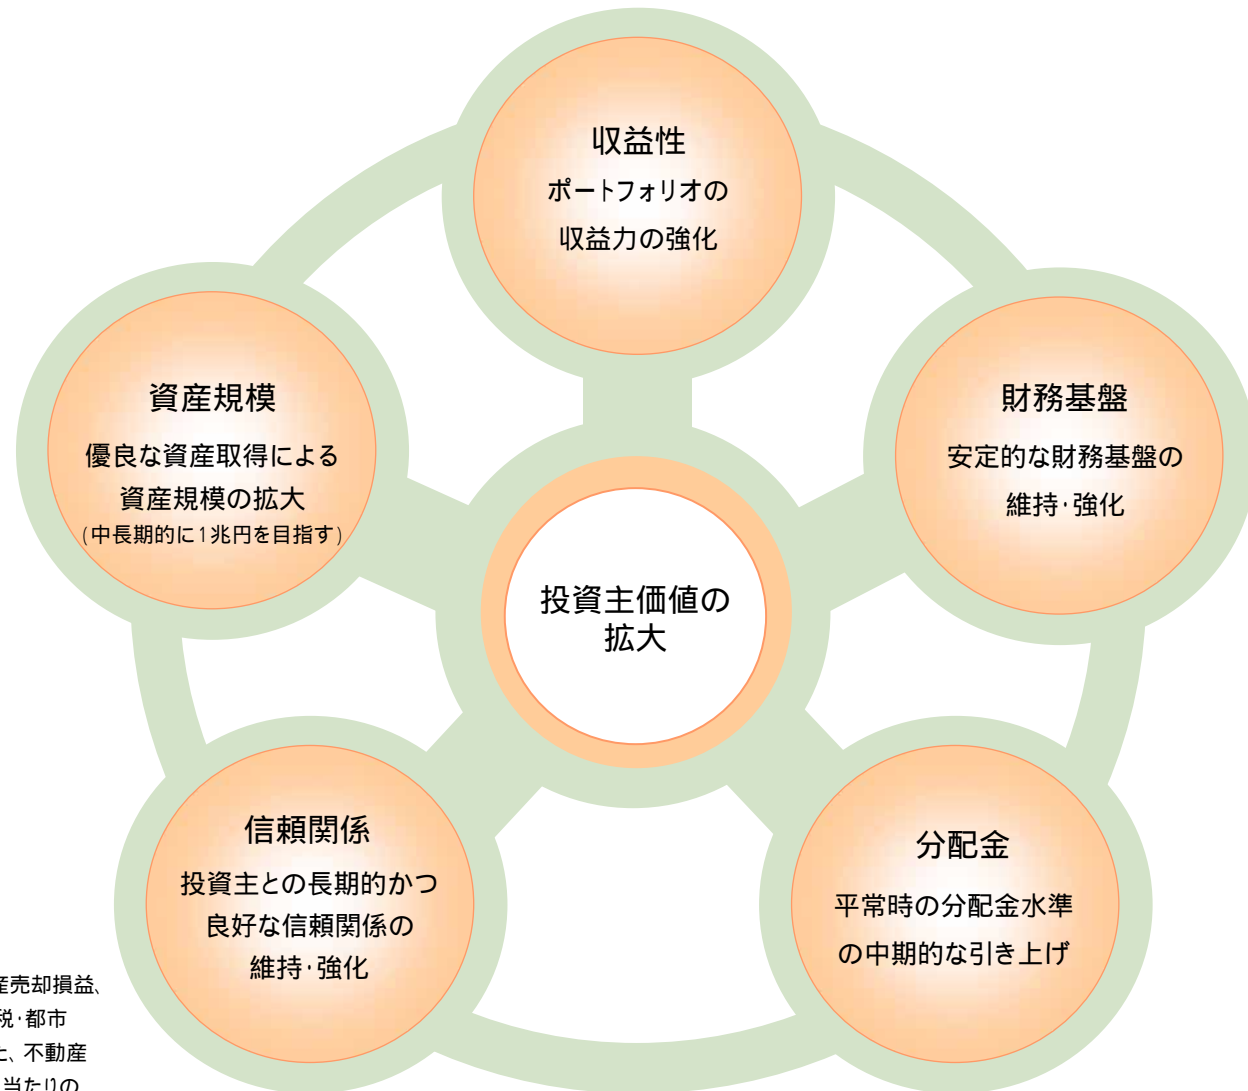 収益性
ポートフォリオの
収益力の強化
資産規模
優良な資産取得による
資産規模の拡大
(中長期的に1兆円を目指す)
財務基盤
安定的な財務基盤の
維持・強化
投資主価値の
拡大
信頼関係
投資主との長期的かつ
良好な信頼関係の
維持・強化
分配金
平常時の分配金水準
の中期的な引き上げ
産売却損益、
税・都市
、不動産
当たりの